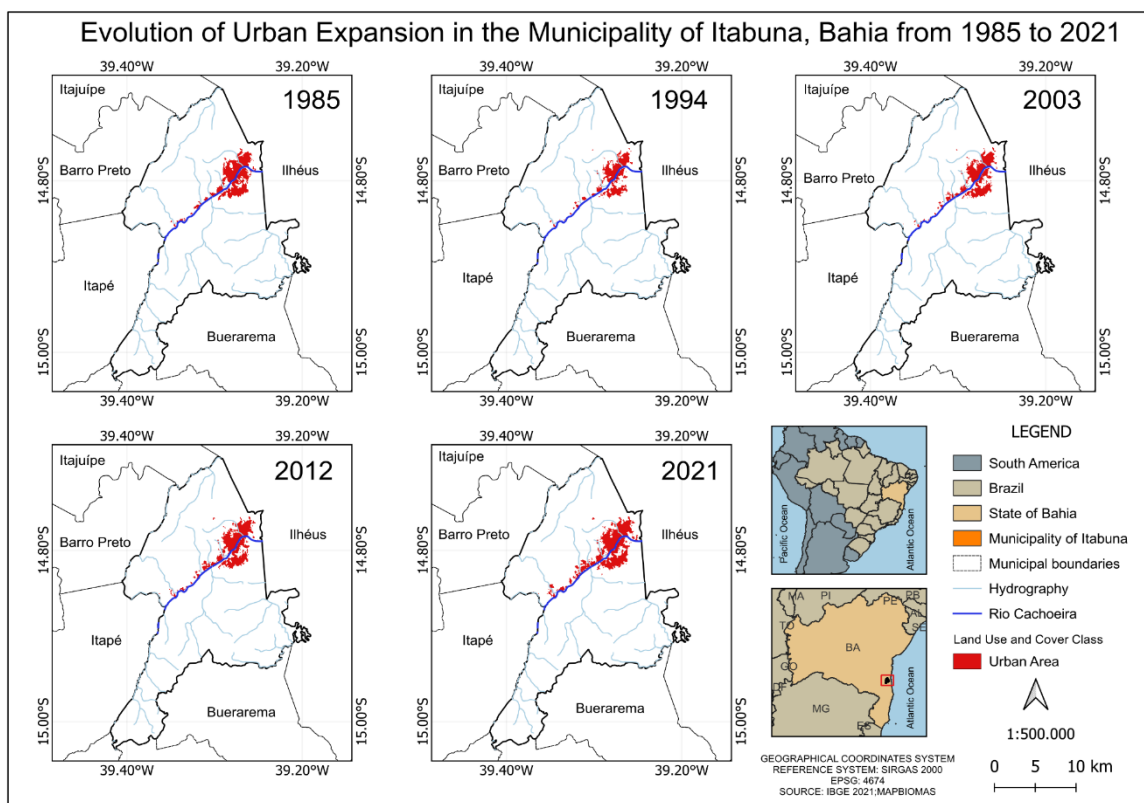 Evolution of Urban Expansion in the Municipality of Itabuna, Bahia from 1985 to 2021
39.40°W 39.20°W
Itajuípe
1985
Barro Preto
Ilhéus
14.80°S
Itapé
Buerarema
15.00°S
39.40°W 39.20°W
39.40°W 39.20°W
Itajuípe
1994
Barro Preto
Ilhéus
14.80°S
Itapé
Buerarema
15.00°S
39.40°W 39.20°W
39.40°W 39.20°W
Itajuípe
2003
Barro Preto
Ilhéus
14.80°S
14.80°S
Itapé
Buerarema
15.00°S
15.00°S
39.40°W 39.20°W
39.40°W 39.20°W
Itajuípe
2012
Barro Preto
Ilhéus
14.80°S
14.80°S
Itapé
Buerarema
15.00°S
15.00°S
39.40°W 39.20°W
39.40°W 39.20°W
Itajuípe
2021
Barro Preto
Ilhéus
14.80°S
14.80°S
Itapé
Buerarema
15.00°S
15.00°S
39.40°W 39.20°W
Pacific Ocean
Atlantic Ocean
MA
PI
PE
PB
AL
SE
TO
BA
GO
DF
MG
ES
Atlantic Ocean
GEOGRAPHICAL COORDINATES SYSTEM
REFERENCE SYSTEM: SIRGAS 2000
EPSG: 4674
SOURCE: IBGE 2021;MAPBIOMAS
LEGEND
South America
Brazil
State of Bahia
Municipality of Itabuna
Municipal boundaries
Hydrography
Rio Cachoeira
Land Use and Cover Class
Urban Area
1:500.000
0 5 10 km